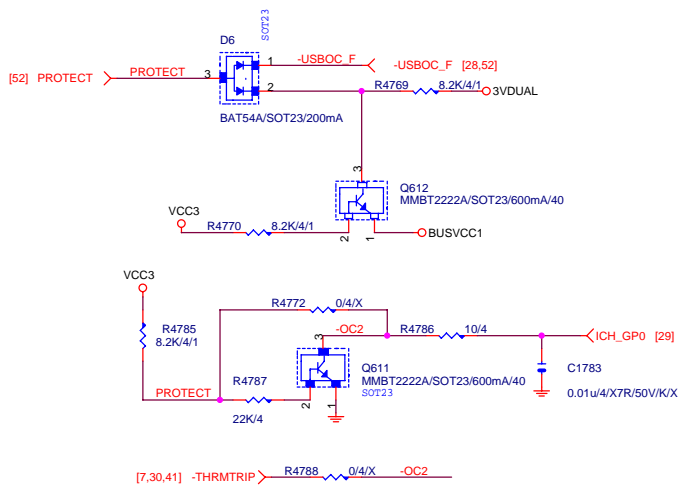 D6
SOT23
[52] PROTECT
PROTECT
3
1
-USBOC_F
-USBOC_F [28,52]
2
R4769
8.2K/4/1
3VDUAL
BAT54A/SOT23/200mA
3
Q612
MMBT2222A/SOT23/600mA/40
VCC3
R4770
8.2K/4/1
2
1
BUSVCC1
VCC3
R4785
8.2K/4/1
R4772
0/4/X
3
-OC2
R4786
10/4
ICH_GP0 [29]
C1783
0.01u/4/X7R/50V/K/X
Q611
MMBT2222A/SOT23/600mA/40
SOT23
PROTECT
R4787
22K/4
2
1
[7,30,41] -THRMTRIP
R4788
0/4/X
-OC2